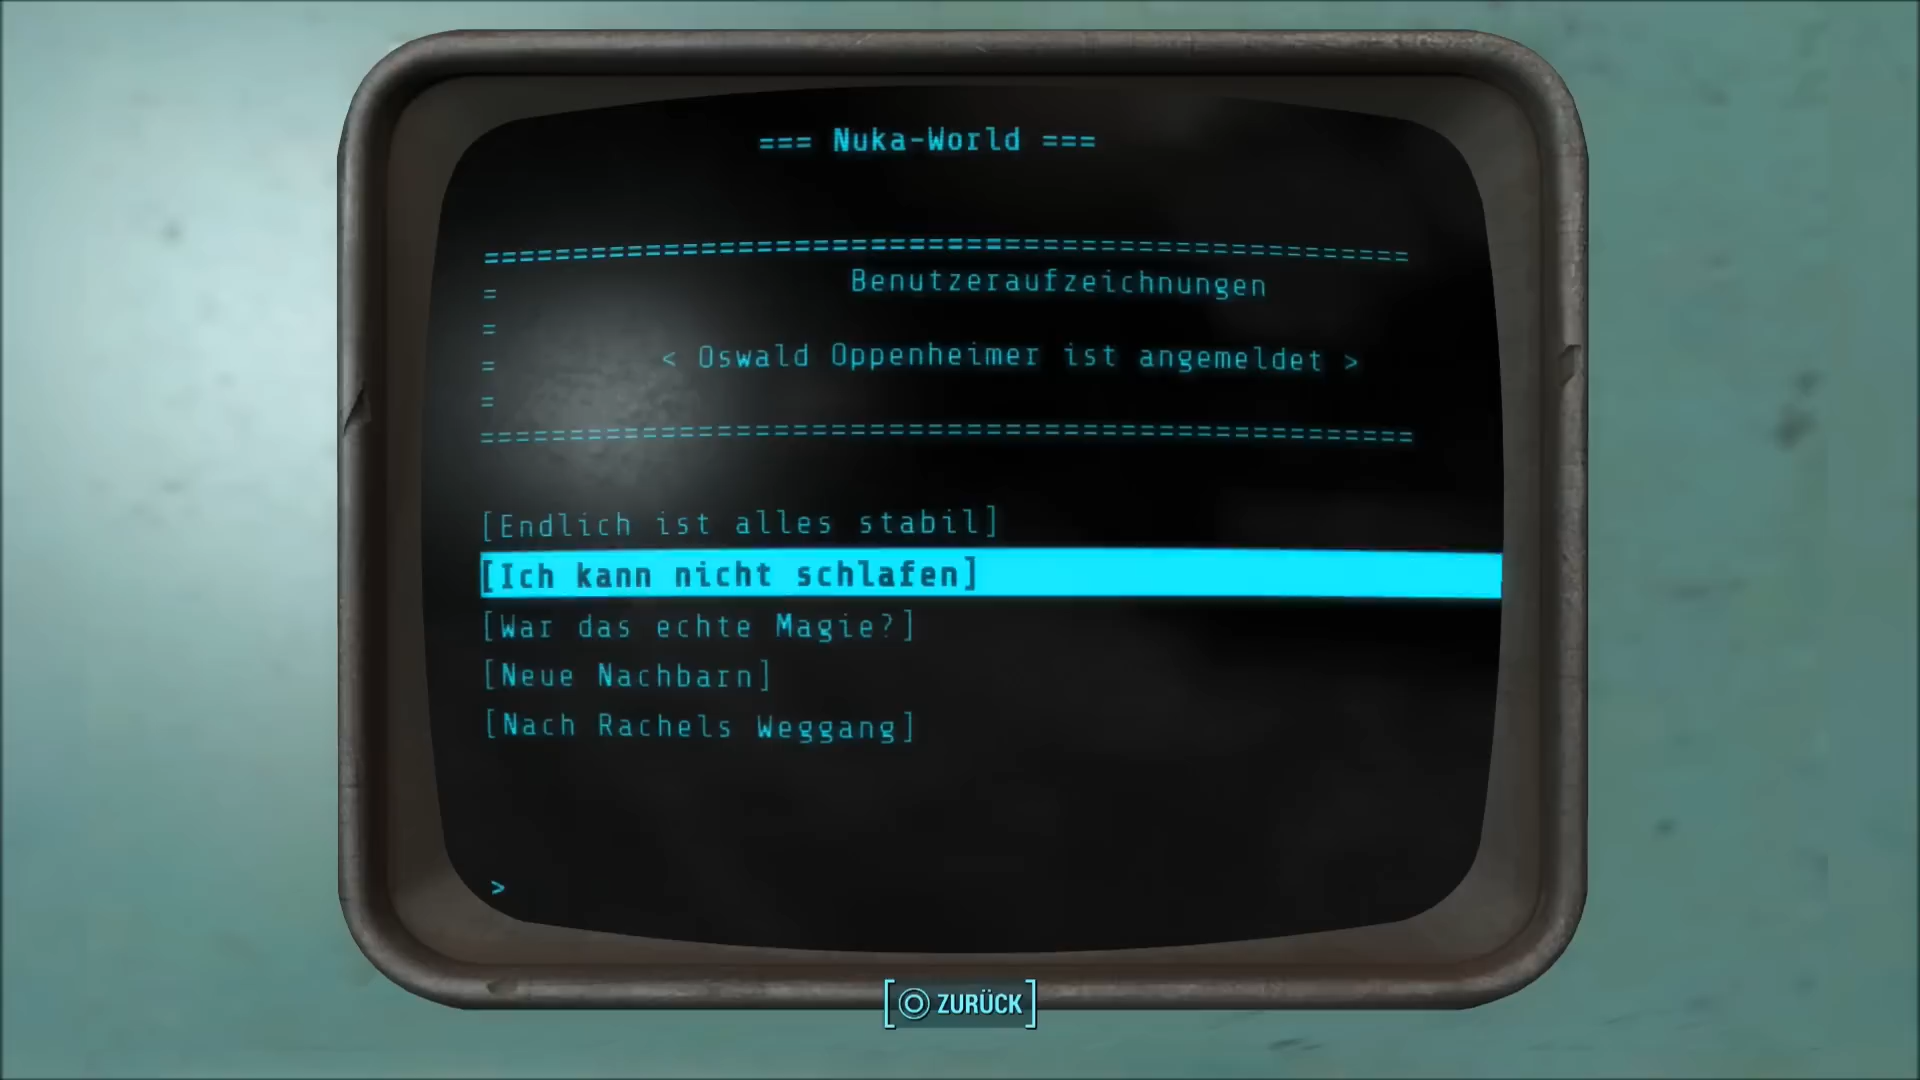 === Nuka-World ===
===================================================
= Benutzeraufzeichnungen
=
= < Oswald Oppenheimer ist angemeldet >
=
===================================================
[Endlich ist alles stabil]
[Ich kann nicht schlafen]
[War das echte Magie?]
[Neue Nachbarn]
[Nach Rachels Weggang]
>
[ZURÜCK]